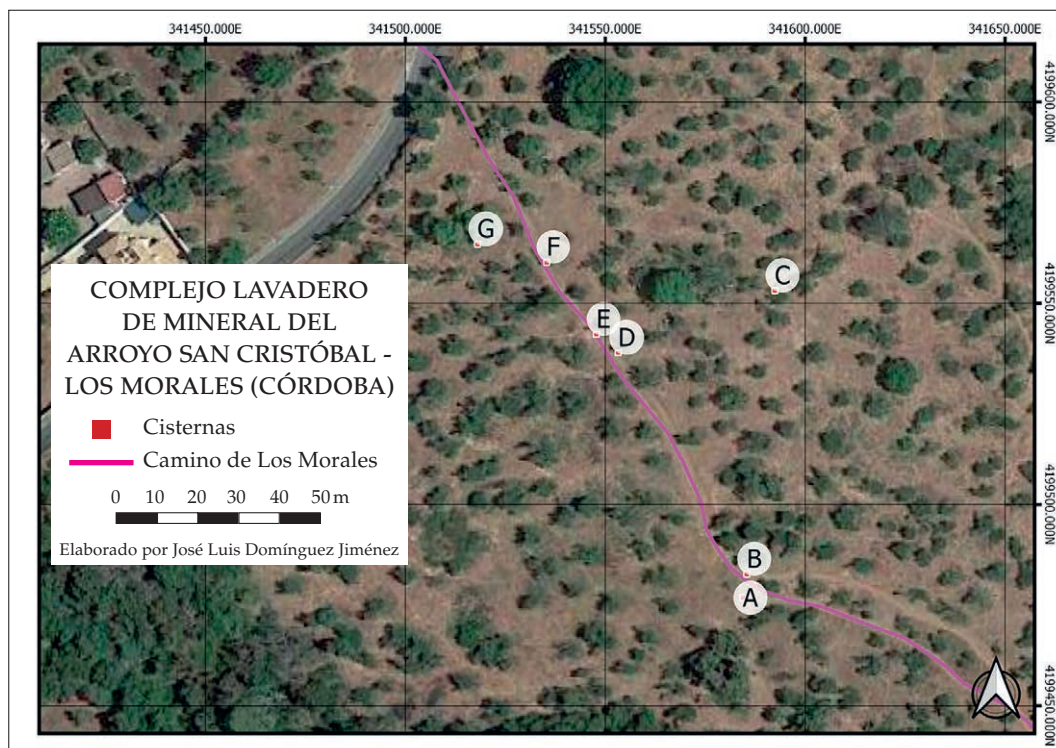 341450.000E 341500.000E 341550.000E 341600.000E 341650.000E
4199600.000N
G
F
C
4199550.000N
COMPLEJO LAVADERO
DE MINERAL DEL
ARROYO SAN CRISTÓBAL -
LOS MORALES (CÓRDOBA)
E
D
Cisternas
Camino de Los Morales
0 10 20 30 40 50 m
4199500.000N
Elaborado por José Luis Domínguez Jiménez
B
A
4199450.000N